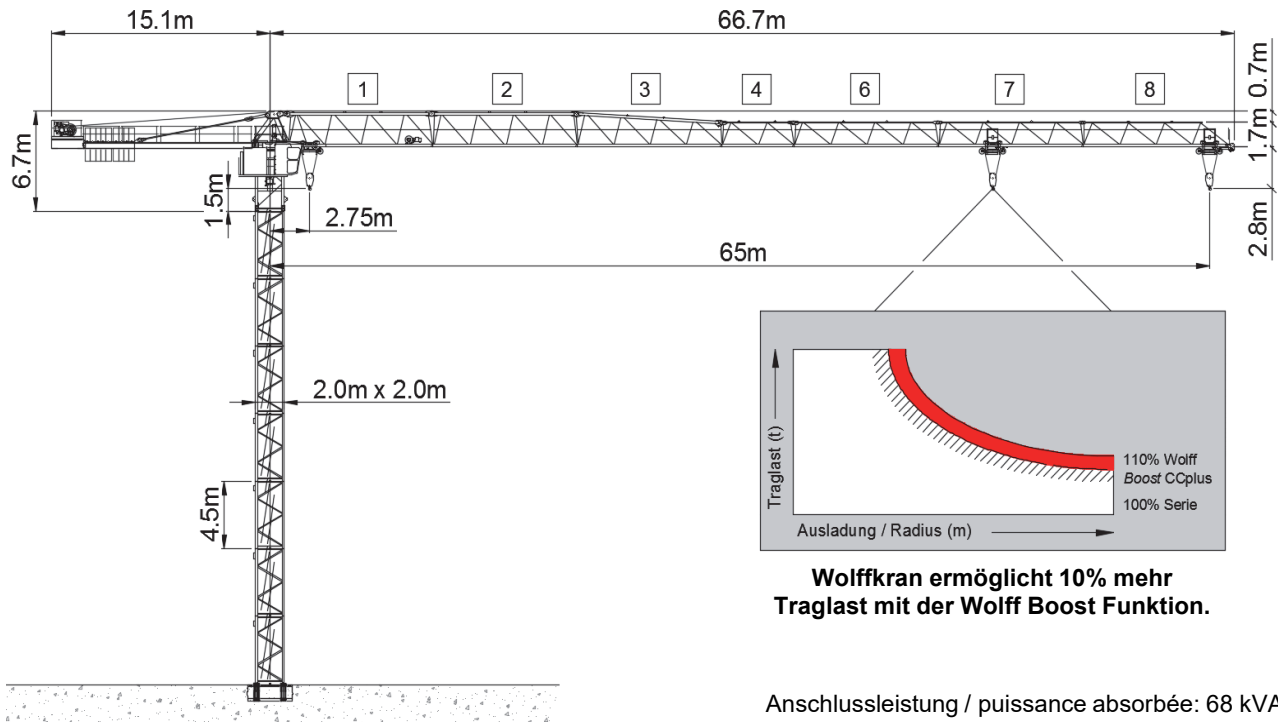 15.1m
66.7m
0.7m
1
2
3
4
6
7
8
1.7m
6.7m
1.5m
2.75m
2.8m
65m
2.0m x 2.0m
4.5m
Traglast (t)
110% Wolff
Boost CCplus
100% Serie
Ausladung / Radius (m)
Wolffkran ermöglicht 10% mehr
Traglast mit der Wolff Boost Funktion.
Anschlussleistung / puissance absorbée: 68 kVA